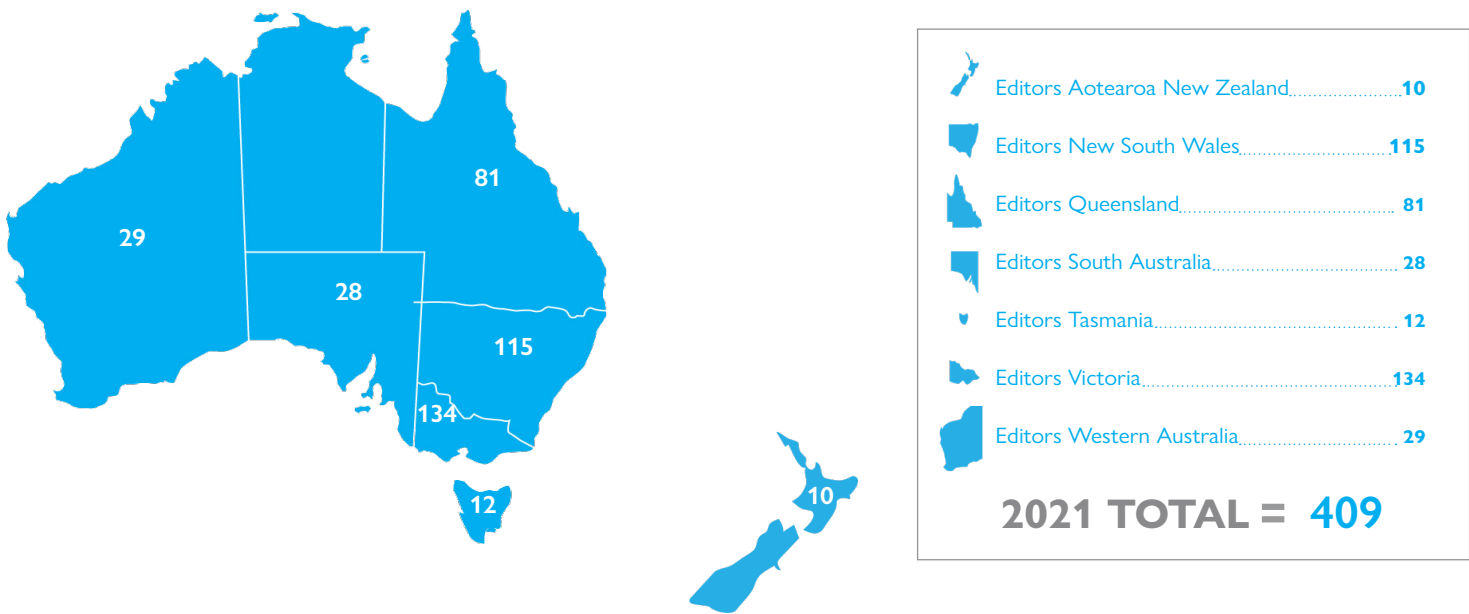 81
29
28
115
134
12
10
Editors Aotearoa New Zealand 10
Editors New South Wales 115
Editors Queensland 81
Editors South Australia 28
Editors Tasmania 12
Editors Victoria 134
Editors Western Australia 29
2021 TOTAL = 409